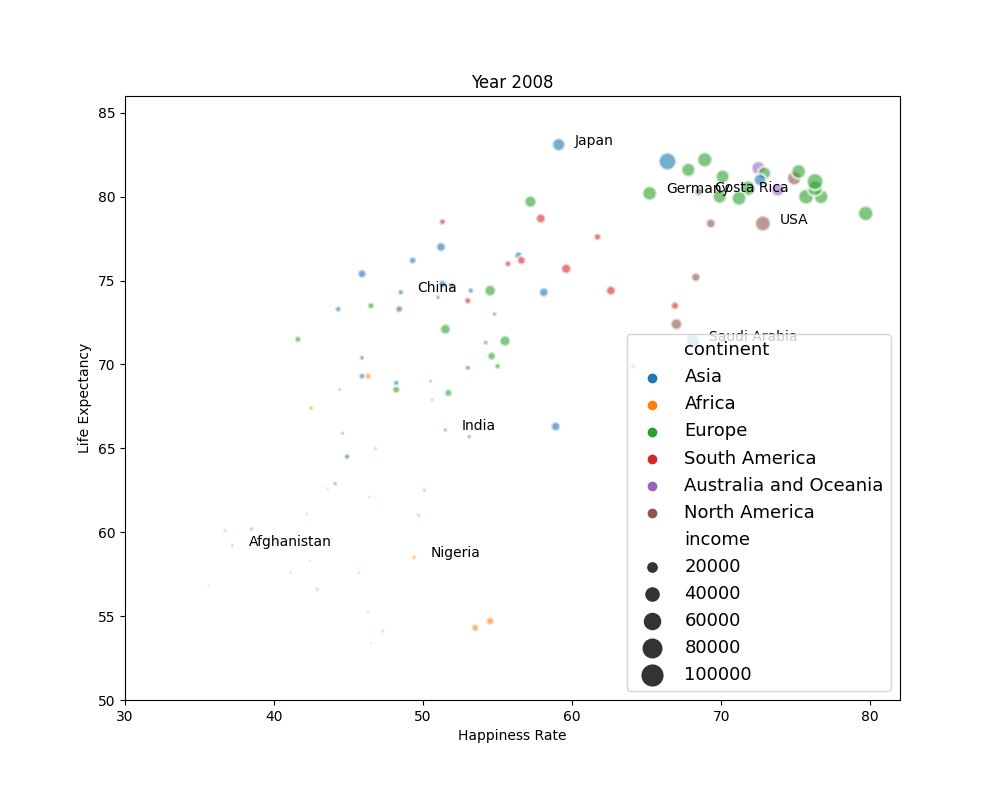 Year 2008
Life Expectancy
85
80
75
70
65
60
55
50
Japan
Germany
Costa Rica
USA
China
Saudi Arabia
India
Afghanistan
Nigeria
continent
Asia
Africa
Europe
South America
Australia and Oceania
North America
income
20000
40000
60000
80000
100000
30 40 50 60 70 80
Happiness Rate